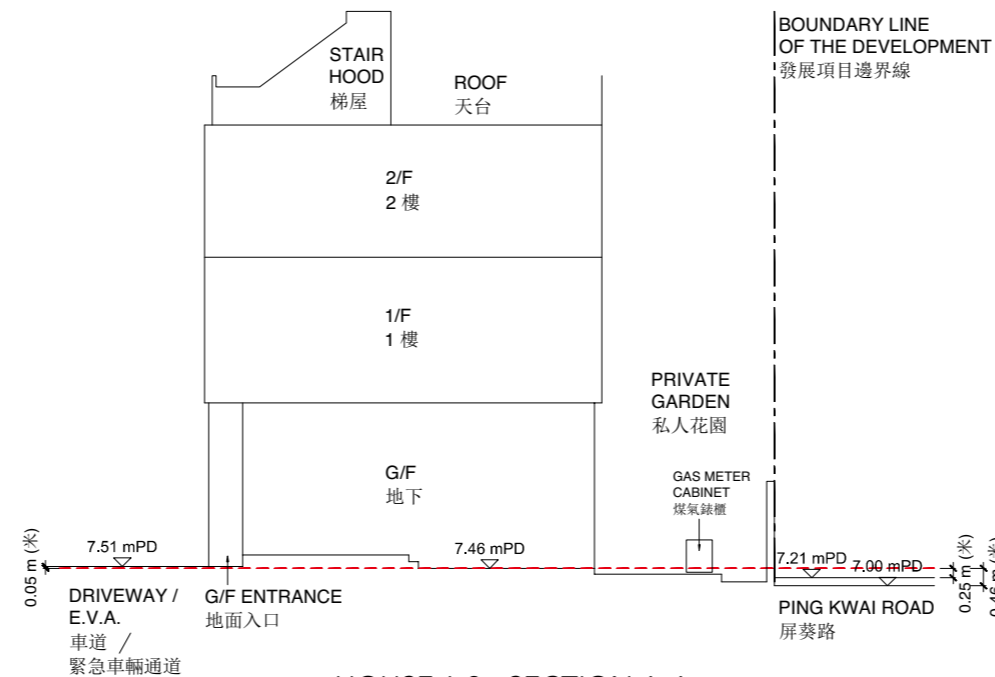 BOUNDARY LINE
OF THE DEVELOPMENT
發展項目邊界線
STAIR
HOOD
梯屋
ROOF
天台
2/F
2 樓
1/F
1 樓
PRIVATE
GARDEN
私人花園
G/F
地下
GAS METER
CABINET
煤氣錶櫃
0.05 m (米)
7.51 mPD
7.46 mPD
7.21 mPD
7.00 mPD
0.25 m (米)
0.46 m (米)
DRIVEWAY /
E.V.A.
車道 /
緊急車輛通道
G/F ENTRANCE
地面入口
PING KWAI ROAD
屏葵路